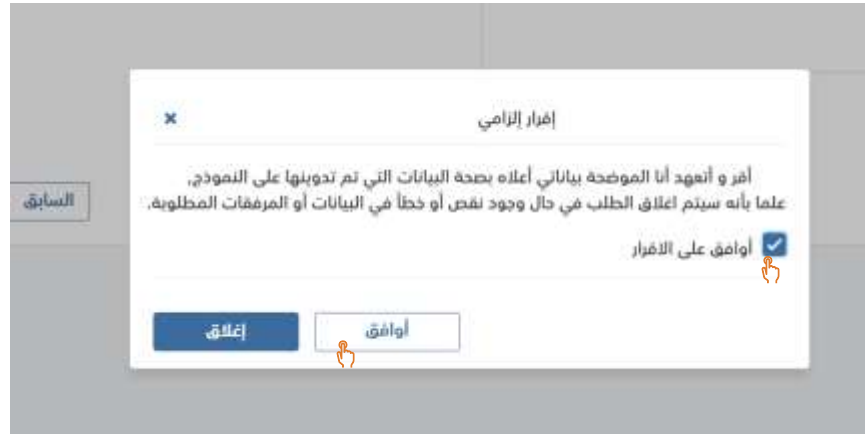 إقرار إلزامي
أقر و أتعهد أنا الموضحة بياناتي أعلاه بصحة البيانات التي تم تدوينها على النموذج,
علما بأنه سيتم اغلاق الطلب في حال وجود نقص أو خطأ في البيانات أو المرفقات المطلوبة.
أوافق على الاقرار
أوافق
إغلاق
السابق